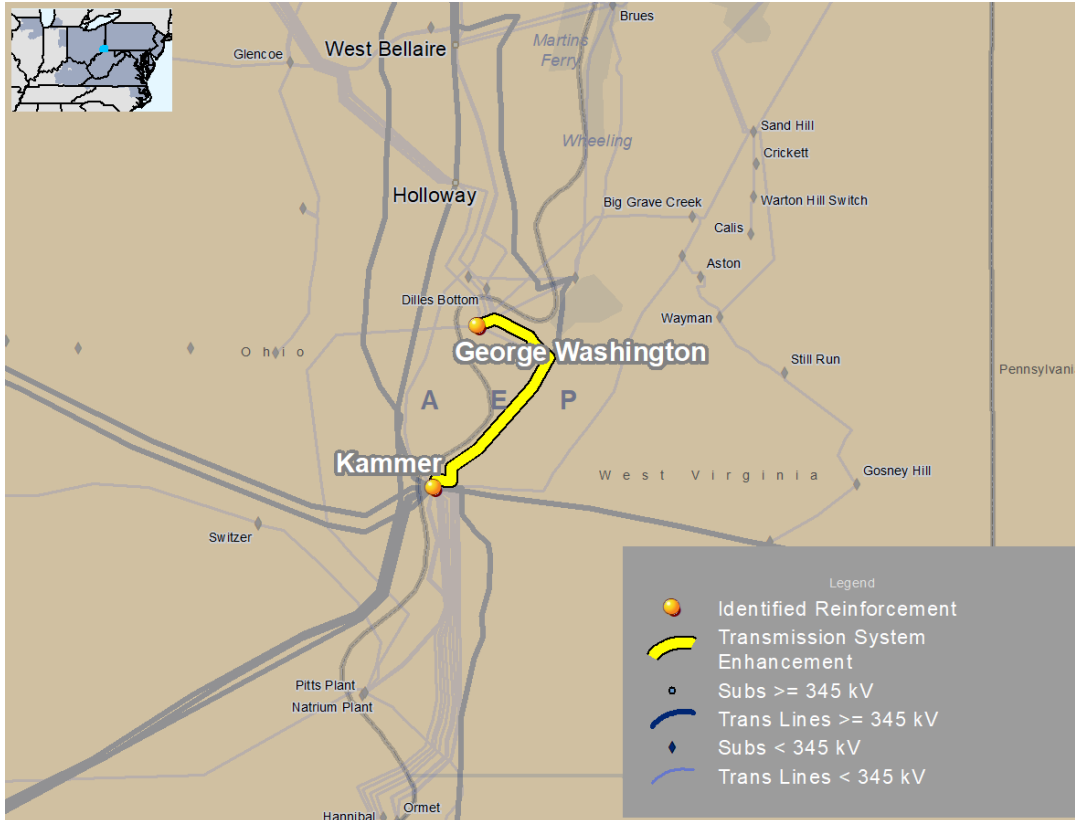 Brues
West Bellaire
Martins
Ferry
Glencoe
Sand Hill
Wheeling
Crickett
Holloway
Big Grave Creek
Warton Hill Switch
Calis
Aston
Dilles Bottom
Wayman
George Washington
Ohio
Still Run
Pennsylvani
A E P
Kammer
West Virginia
Gosney Hill
Switzer
Legend
Identified Reinforcement
Transmission System
Enhancement
Subs >= 345 kV
Trans Lines >= 345 kV
Subs < 345 kV
Trans Lines < 345 kV
Pitts Plant
Natrium Plant
Ormet
Hannibal